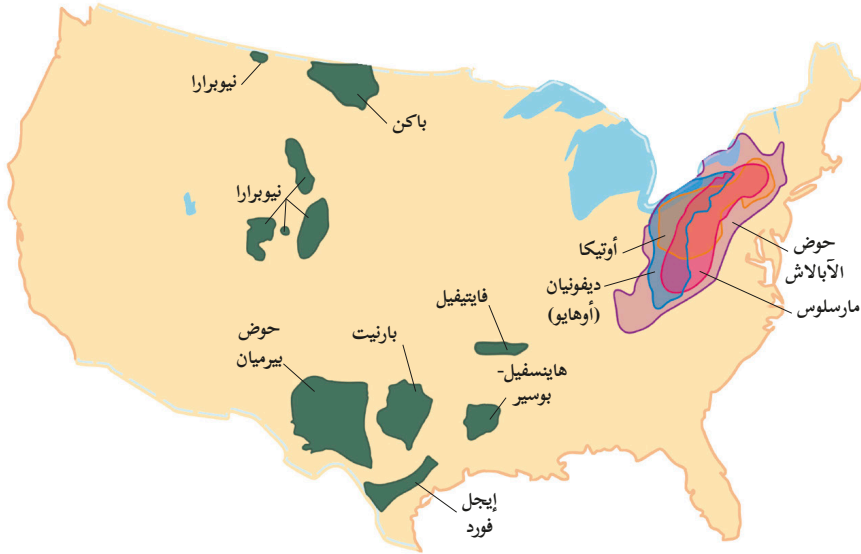 نيوبرارا
باكن
نيوبرارا
أوتيكا
حوض
الآبالاش
ديفونيان
(أوهايو)
مارسلوس
فايتيفيل
حوض
بيرميان
بارنيت
هاينسفيل-
بوسير
إيجل
فورد